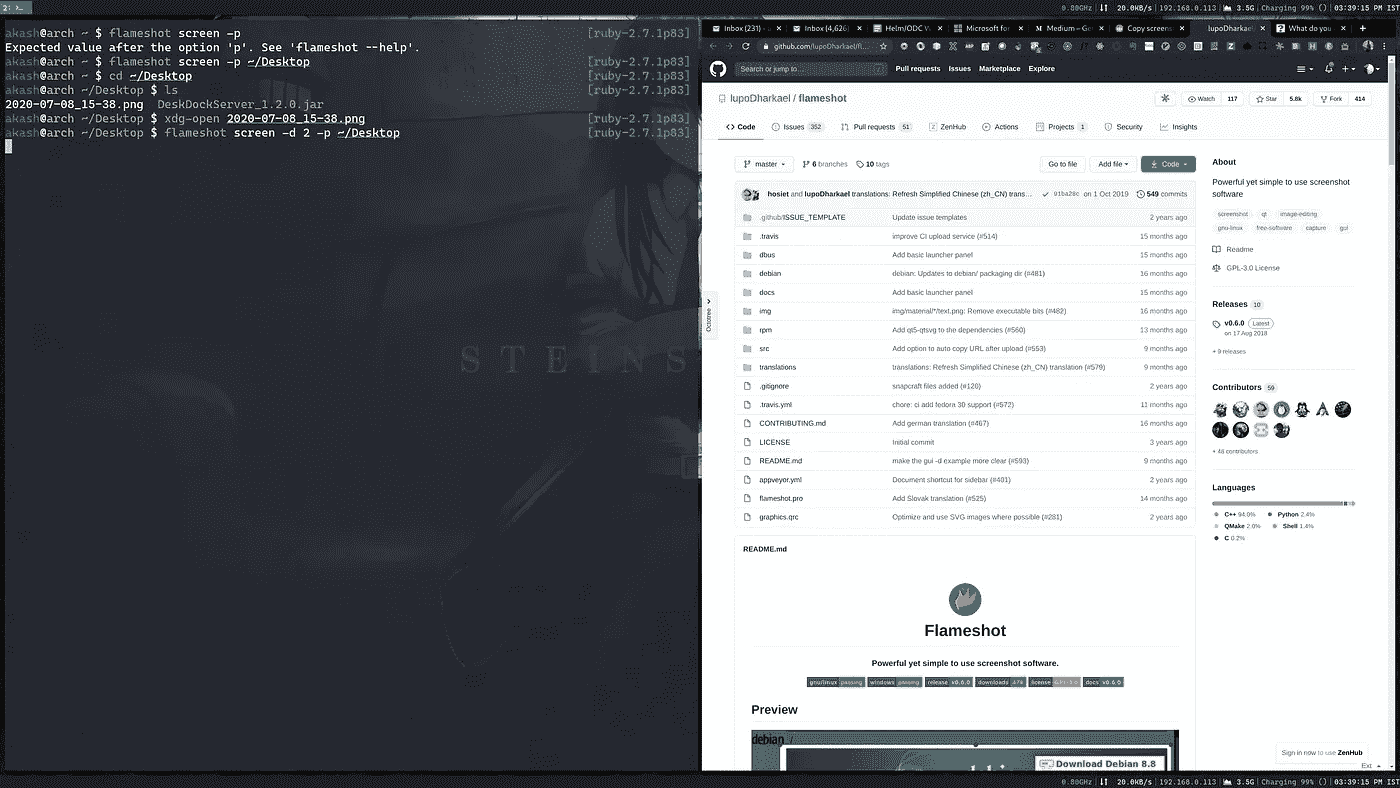 2: >_
0.80GHz 20.0KB/s 192.168.0.113 3.5G Charging 99% () 03:39:15 PM IST
akash@arch ~ $ flameshot screen -p [ruby-2.7.1p83]
Expected value after the option 'p'. See 'flameshot --help'.
akash@arch ~ $ flameshot screen -p ~/Desktop [ruby-2.7.1p83]
akash@arch ~ $ cd ~/Desktop [ruby-2.7.1p83]
akash@arch ~/Desktop $ ls [ruby-2.7.1p83]
2020-07-08_15-38.png DeskDockServer_1.2.0.jar
akash@arch ~/Desktop $ xdg-open 2020-07-08_15-38.png [ruby-2.7.1p83]
akash@arch ~/Desktop $ flameshot screen -d 2 -p ~/Desktop [ruby-2.7.1p83]
STEINS
Inbox (231) - Inbox (4,626) Helm/ODC W Microsoft for Medium – Ge Copy screens lupoDharkael/ What do you
github.com/lupoDharkael/fl...
Search or jump to... Pull requests Issues Marketplace Explore
lupoDharkael / flameshot
Watch 117 Star 5.8k Fork 414
Code Issues 352 Pull requests 51 ZenHub Actions Projects 1 Security Insights
master 6 branches 10 tags Go to file Add file Code
hosiet and lupoDharkael translations: Refresh Simplified Chinese (zh_CN) trans... 91ba28c on 1 Oct 2019 549 commits
.github/ISSUE_TEMPLATE Update issue templates 2 years ago
.travis improve CI upload service (#514) 15 months ago
dbus Add basic launcher panel 15 months ago
debian debian: Updates to debian/ packaging dir (#481) 16 months ago
docs Add basic launcher panel 15 months ago
img img/material/*/text.png: Remove executable bits (#482) 16 months ago
rpm Add qt5-qtsvg to the dependencies (#560) 13 months ago
src Add option to auto copy URL after upload (#553) 9 months ago
translations translations: Refresh Simplified Chinese (zh_CN) translation (#579) 9 months ago
.gitignore snapcraft files added (#126) 2 years ago
.travis.yml chore: ci add fedora 30 support (#572) 11 months ago
CONTRIBUTING.md Add german translation (#467) 16 months ago
LICENSE Initial commit 3 years ago
README.md make the gui -d example more clear (#593) 9 months ago
appveyor.yml Document shortcut for sidebar (#401) 2 years ago
flameshot.pro Add Slovak translation (#525) 14 months ago
graphics.qrc Optimize and use SVG images where possible (#281) 2 years ago
Octotree
About
Powerful yet simple to use screenshot
software
screenshot qt image-editing
gnu-linux free-software capture gui
Readme
GPL-3.0 License
Releases 10
v0.6.0 Latest
on 17 Aug 2018
+ 9 releases
Contributors 59
+ 48 contributors
Languages
C++ 94.0% Python 2.4%
QMake 2.0% Shell 1.4%
C 0.2%
README.md
Flameshot
Powerful yet simple to use screenshot software.
gnu/linux passing windows passing release v0.6.0 downloads license docs v0.6.0
Preview
debian /
Download Debian 8.8
Sign in now to use ZenHub
Ext
0.80GHz 20.0KB/s 192.168.0.113 3.5G Charging 99% () 03:39:15 PM IST